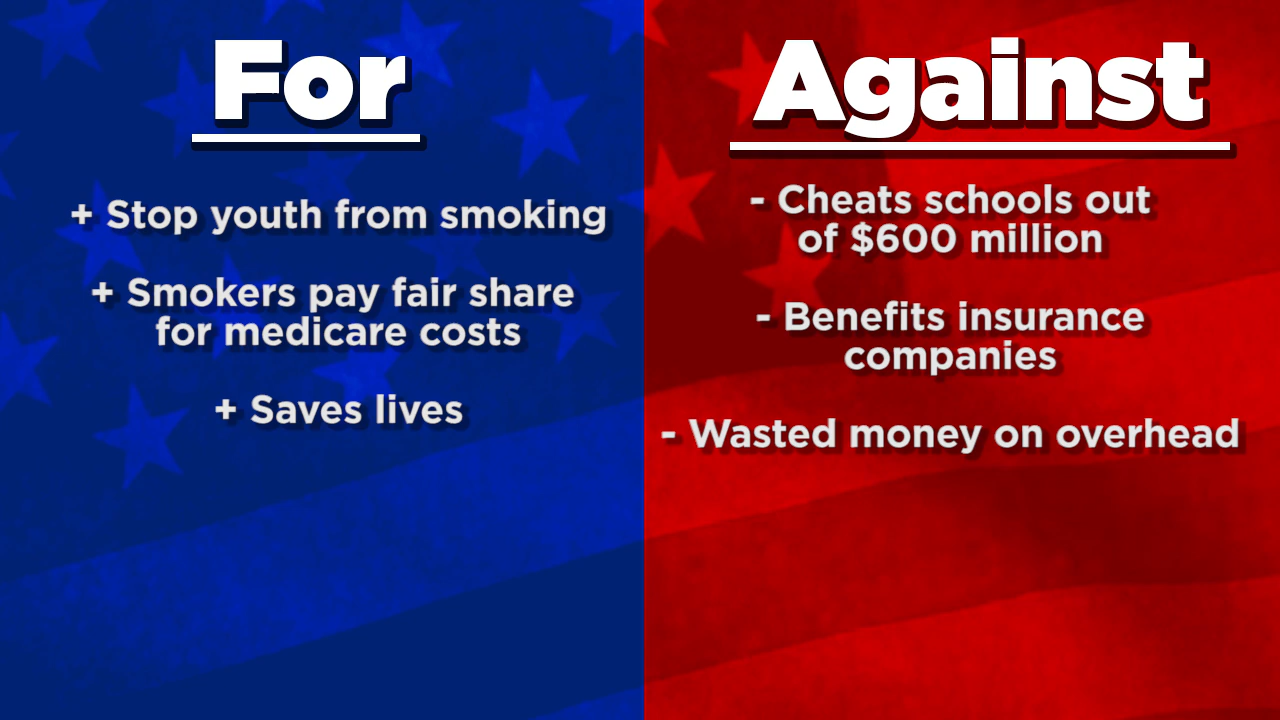 For
+ Stop youth from smoking
+ Smokers pay fair share
for medicare costs
+ Saves lives
Against
- Cheats schools out
of $600 million
- Benefits insurance
companies
- Wasted money on overhead